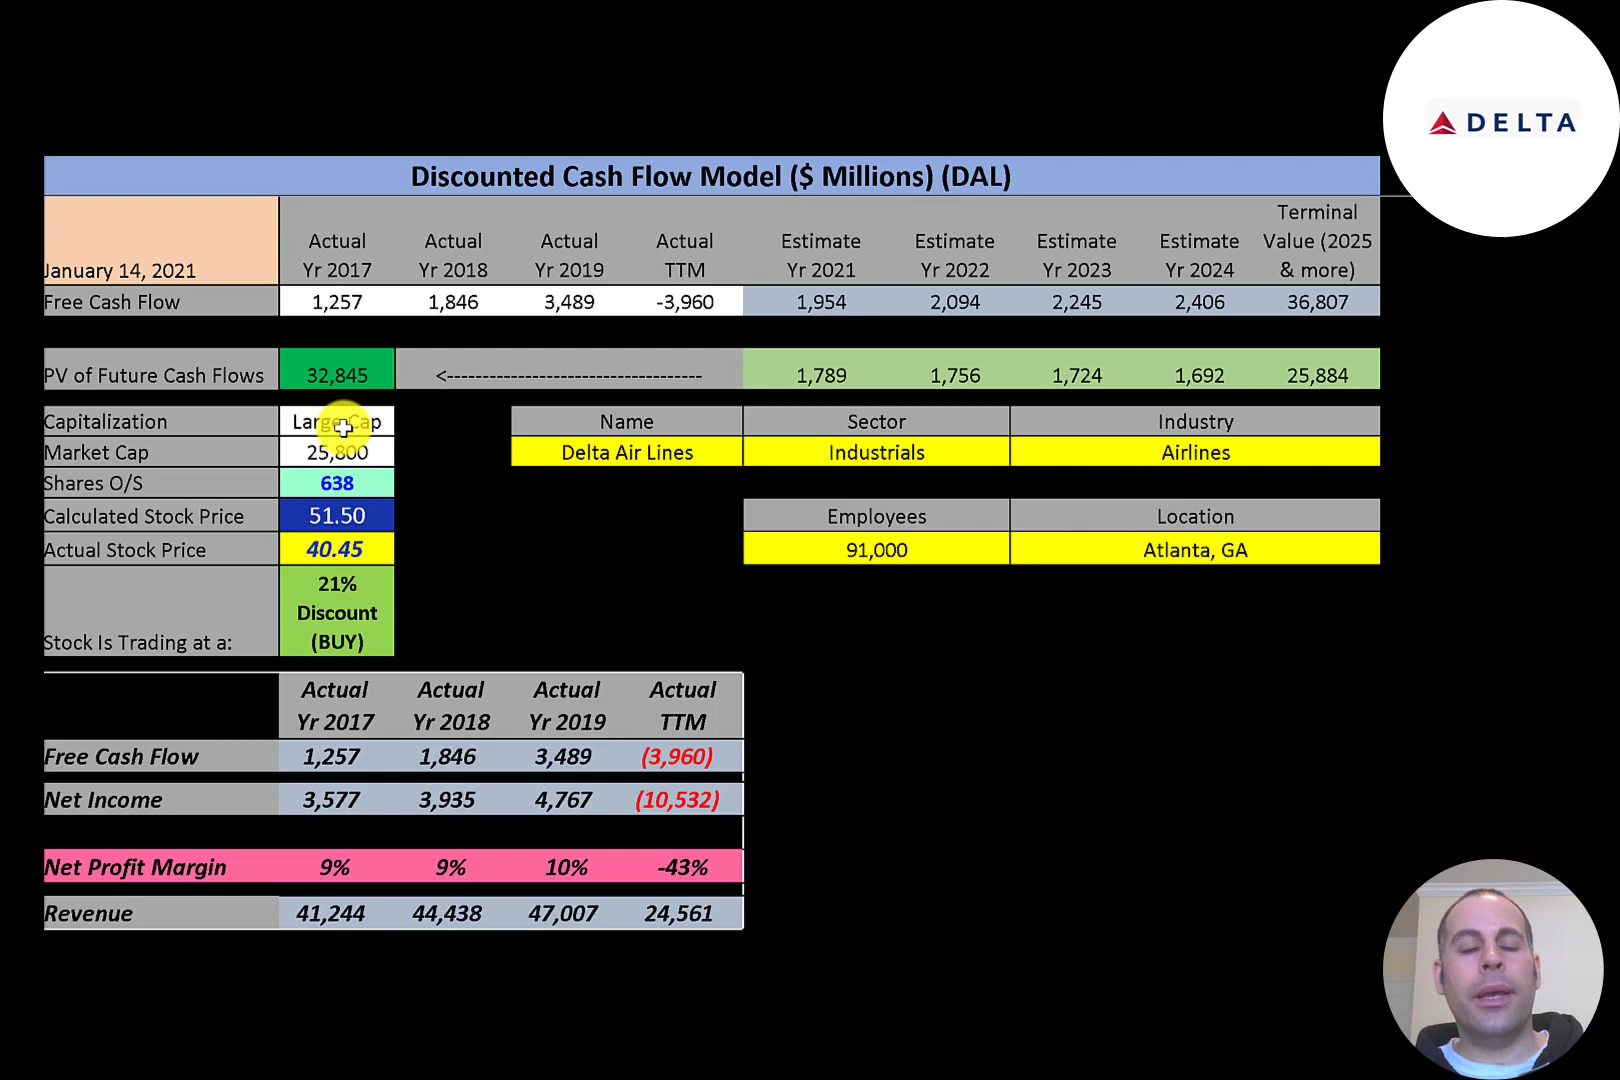 DELTA
Discounted Cash Flow Model ($ Millions) (DAL)
January 14, 2021
Actual Yr 2017
Actual Yr 2018
Actual Yr 2019
Actual TTM
Estimate Yr 2021
Estimate Yr 2022
Estimate Yr 2023
Estimate Yr 2024
Terminal Value (2025 & more)
Free Cash Flow 1,257 1,846 3,489 -3,960 1,954 2,094 2,245 2,406 36,807
PV of Future Cash Flows 32,845 <------------------------------------ 1,789 1,756 1,724 1,692 25,884
Capitalization Large Cap
Market Cap 25,800
Shares O/S 638
Calculated Stock Price 51.50
Actual Stock Price 40.45
Stock Is Trading at a: 21% Discount (BUY)
Name Sector Industry
Delta Air Lines Industrials Airlines
Employees Location
91,000 Atlanta, GA
Actual Yr 2017
Actual Yr 2018
Actual Yr 2019
Actual TTM
Free Cash Flow 1,257 1,846 3,489 (3,960)
Net Income 3,577 3,935 4,767 (10,532)
Net Profit Margin 9% 9% 10% -43%
Revenue 41,244 44,438 47,007 24,561